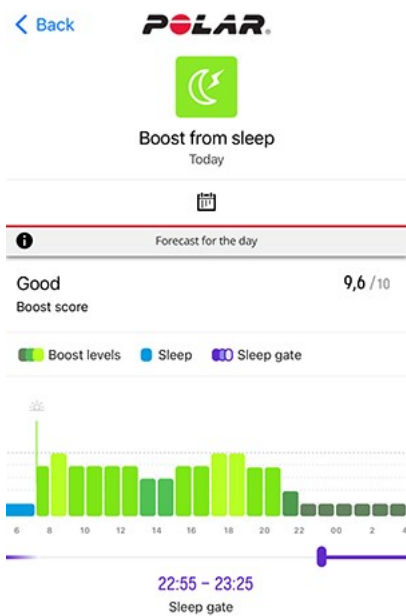 Back
POLAR
Boost from sleep
Today
Forecast for the day
Good
9,6 /10
Boost score
Boost levels
Sleep
Sleep gate
6 8 10 12 14 16 18 20 22 00 2 4
22:55 – 23:25
Sleep gate